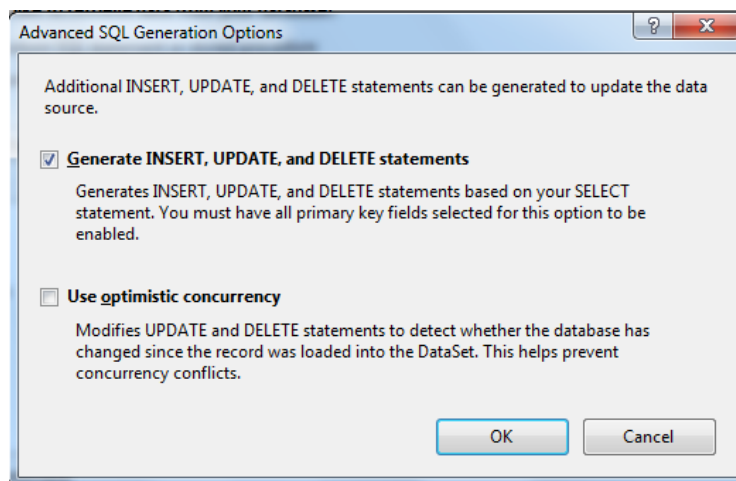 Advanced SQL Generation Options
Additional INSERT, UPDATE, and DELETE statements can be generated to update the data
source.
Generate INSERT, UPDATE, and DELETE statements
Generates INSERT, UPDATE, and DELETE statements based on your SELECT
statement. You must have all primary key fields selected for this option to be
enabled.
Use optimistic concurrency
Modifies UPDATE and DELETE statements to detect whether the database has
changed since the record was loaded into the DataSet. This helps prevent
concurrency conflicts.
OK Cancel